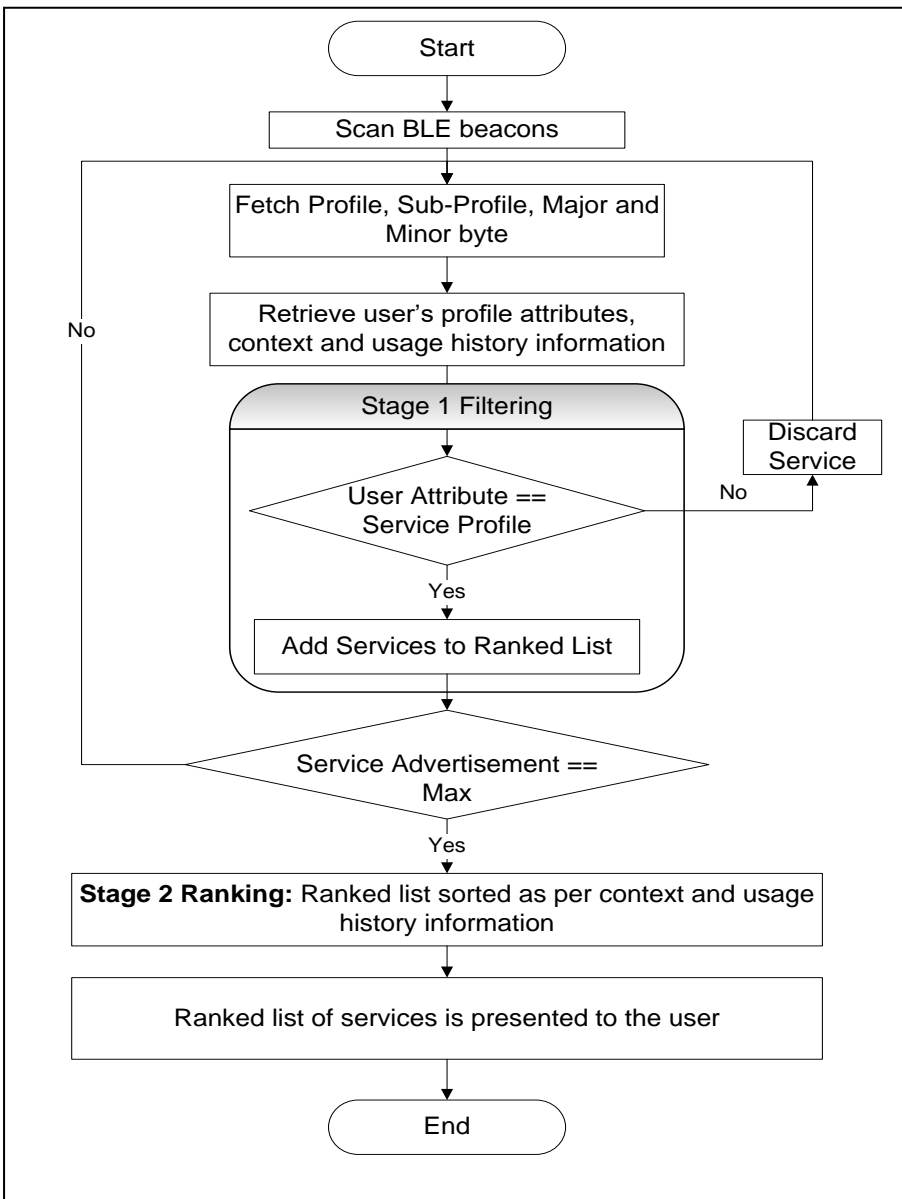 Start
Scan BLE beacons
Fetch Profile, Sub-Profile, Major and
Minor byte
No
Retrieve user’s profile attributes,
context and usage history information
Stage 1 Filtering
Discard
Service
User Attribute ==
Service Profile
No
Yes
Add Services to Ranked List
Service Advertisement ==
Max
Yes
Stage 2 Ranking: Ranked list sorted as per context and usage
history information
Ranked list of services is presented to the user
End